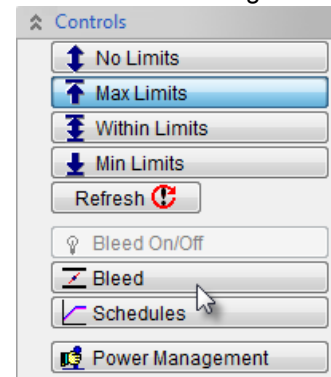 Controls
No Limits
Max Limits
Within Limits
Min Limits
Refresh
Bleed On/Off
Bleed
Schedules
Power Management